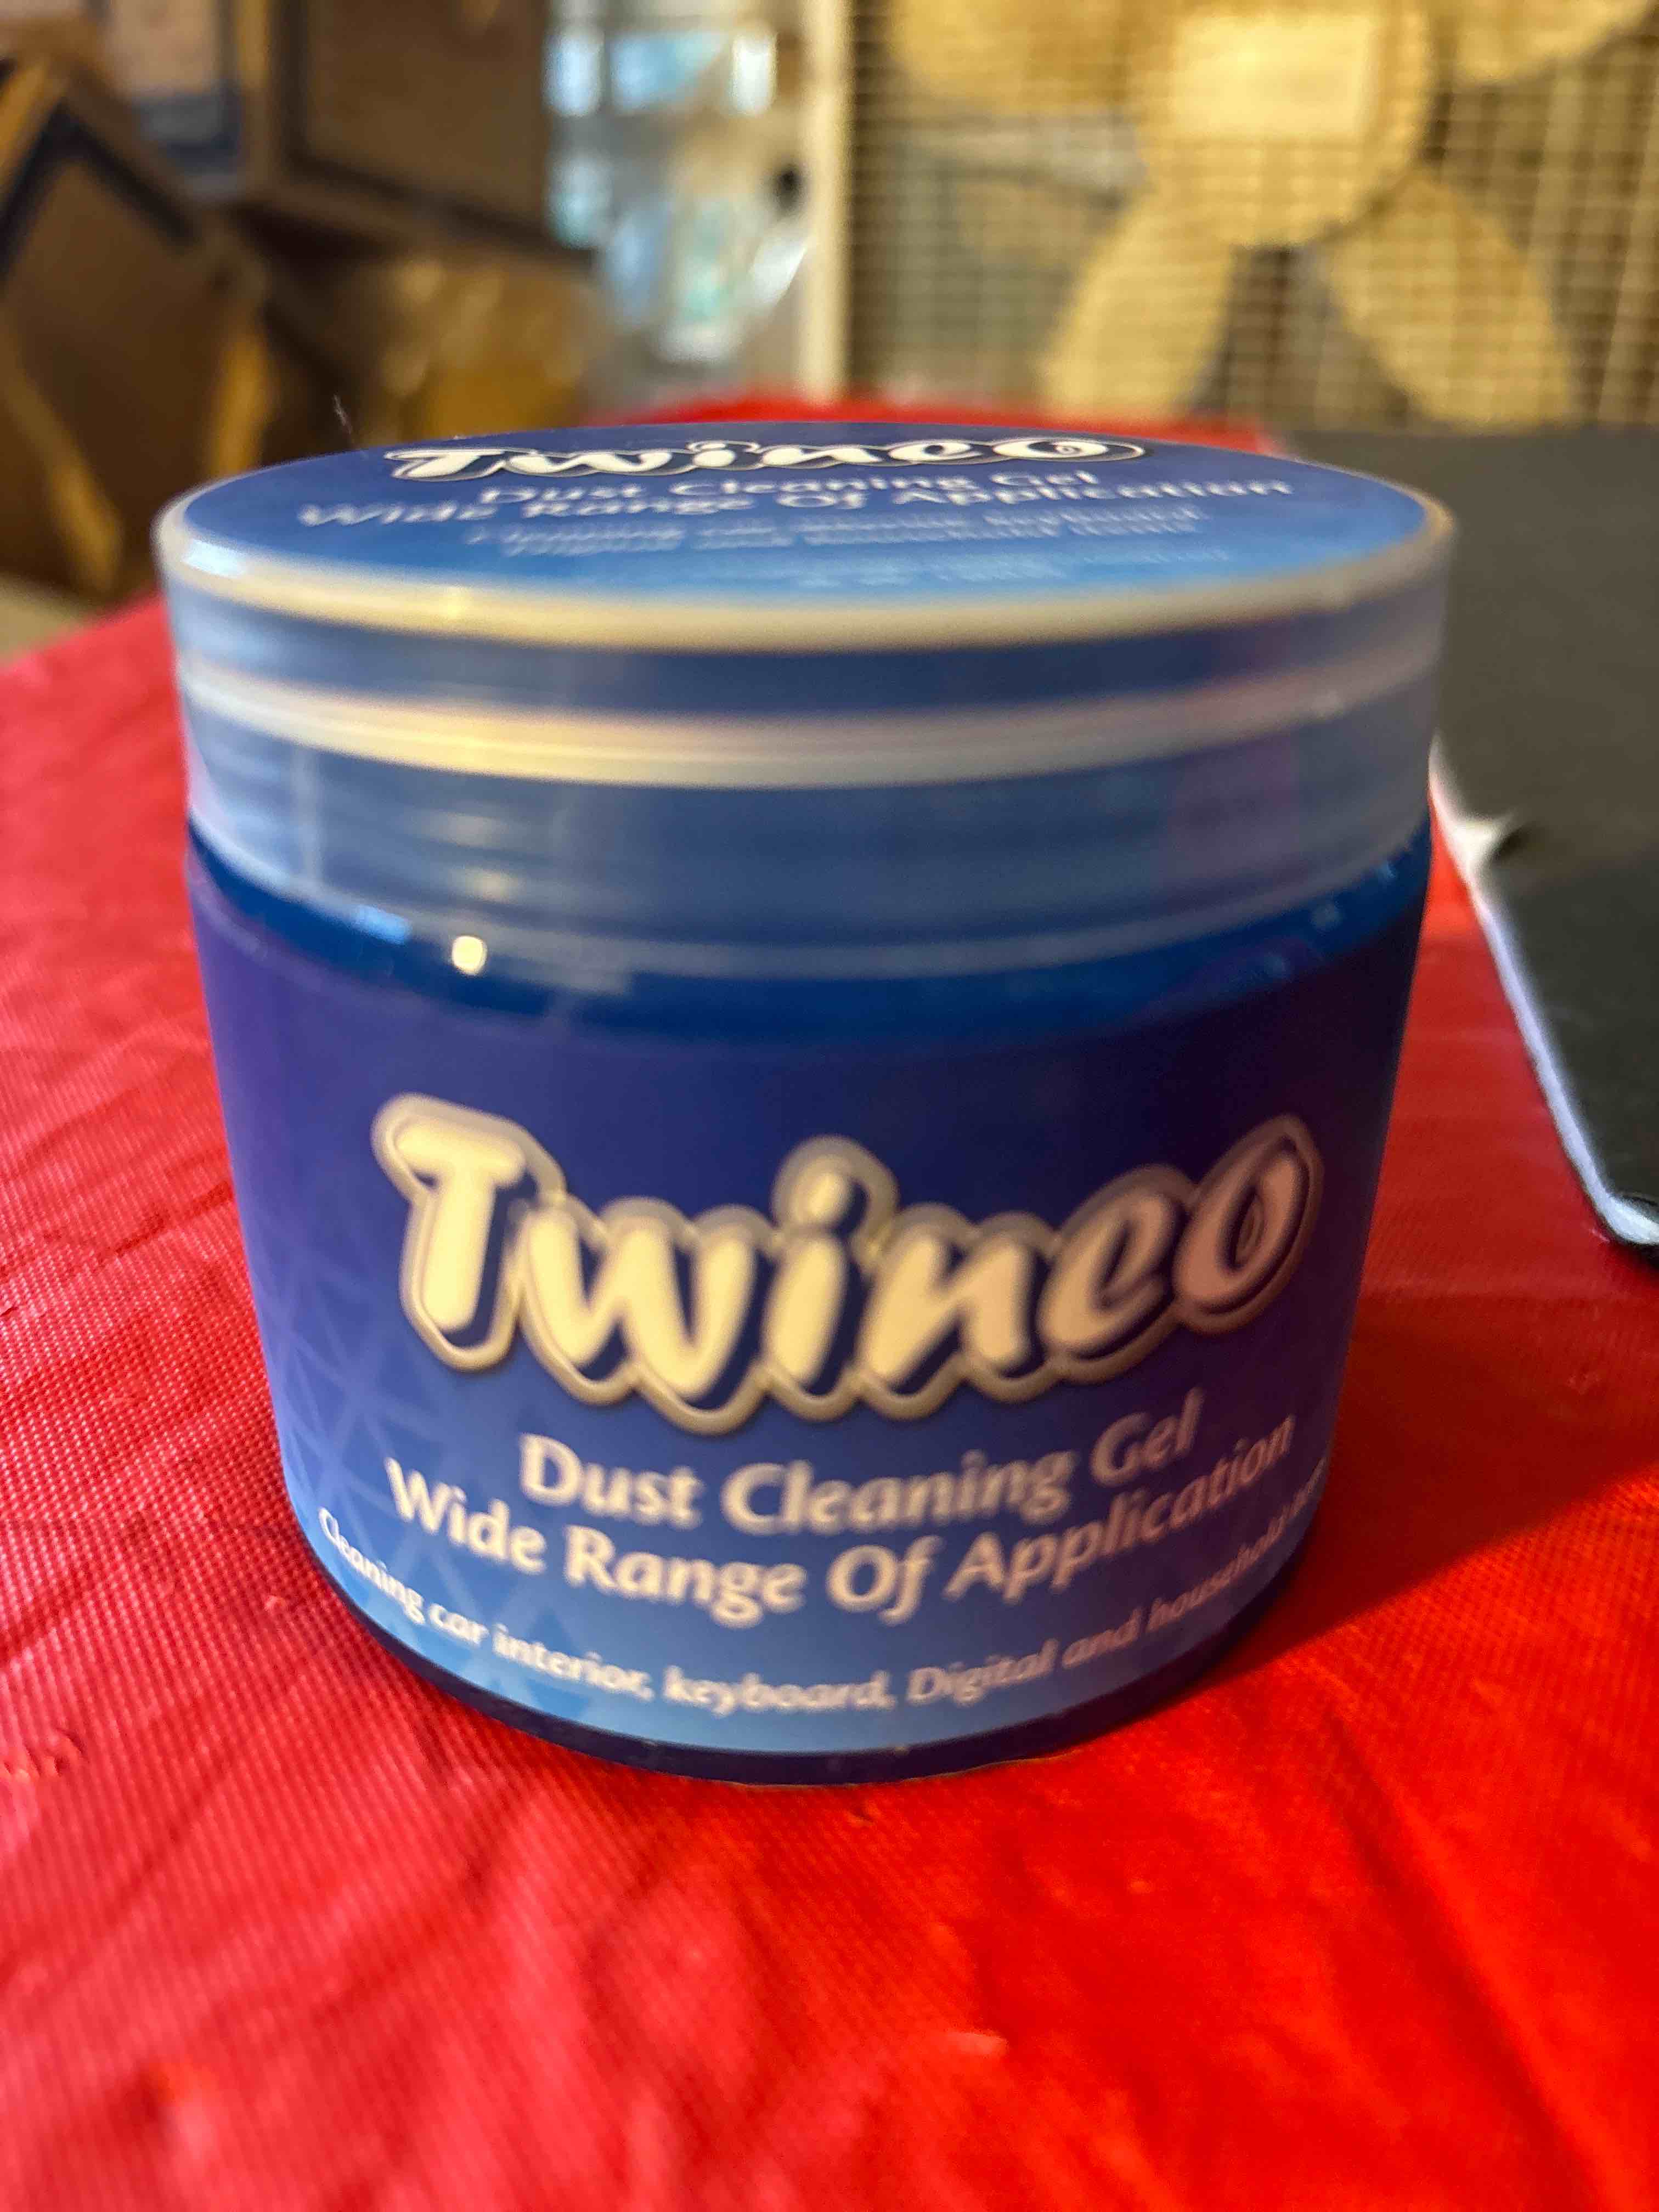 Twineo
Dust Cleaning Gel
Wide Range Of Application
Twineo
Dust Cleaning Gel
Wide Range Of Application
Cleaning car interior, keyboard, Digital and household